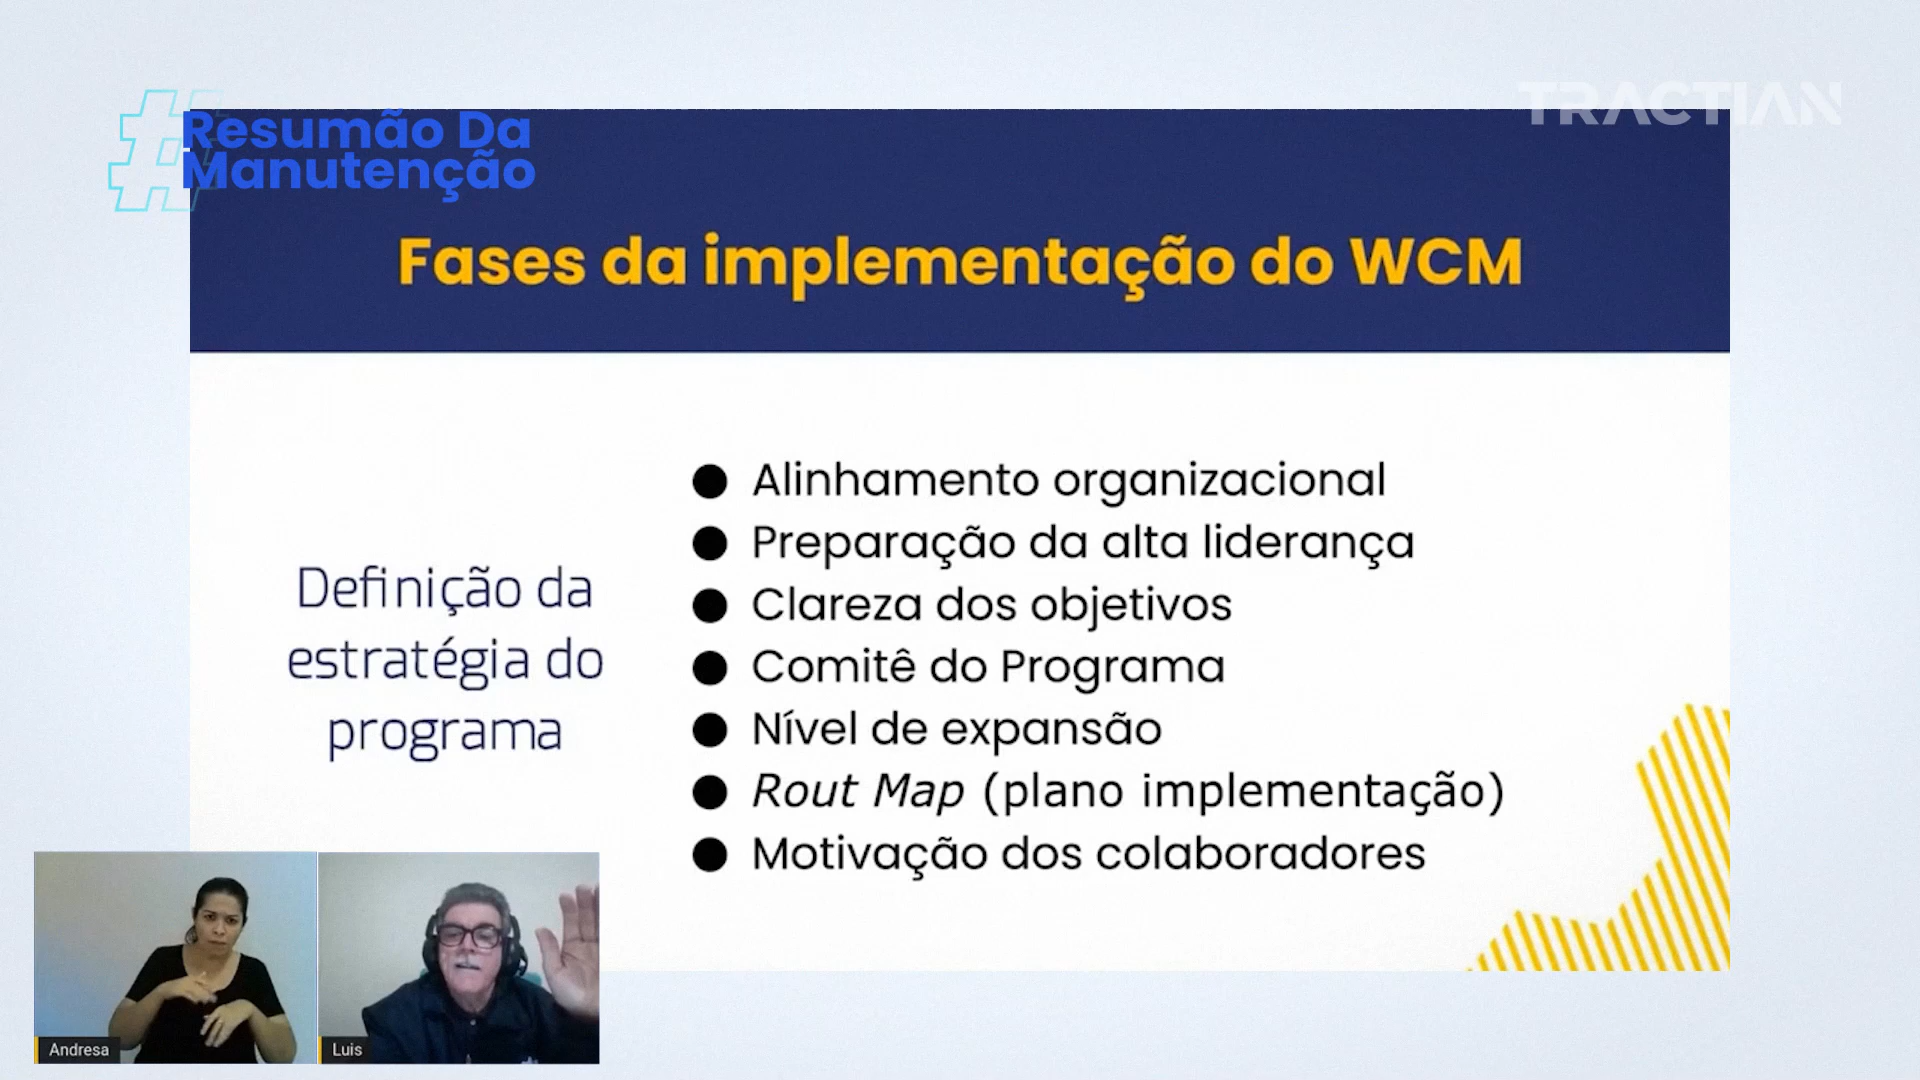 #Resumão Da
Manutenção
TRACTIAN
Fases da implementação do WCM
Definição da
estratégia do
programa
● Alinhamento organizacional
● Preparação da alta liderança
● Clareza dos objetivos
● Comitê do Programa
● Nível de expansão
● Rout Map (plano implementação)
● Motivação dos colaboradores
Andresa
Luis